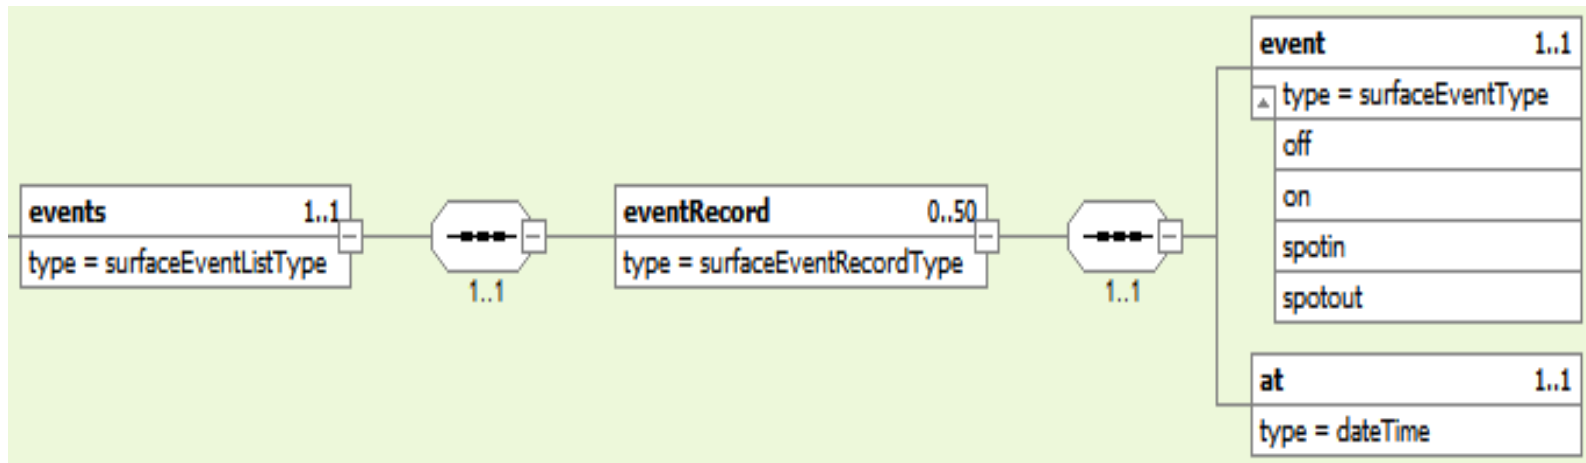 events 1..1
type = surfaceEventListType
1..1
eventRecord 0..50
type = surfaceEventRecordType
1..1
event 1..1
type = surfaceEventType
off
on
spotin
spotout
at 1..1
type = dateTime